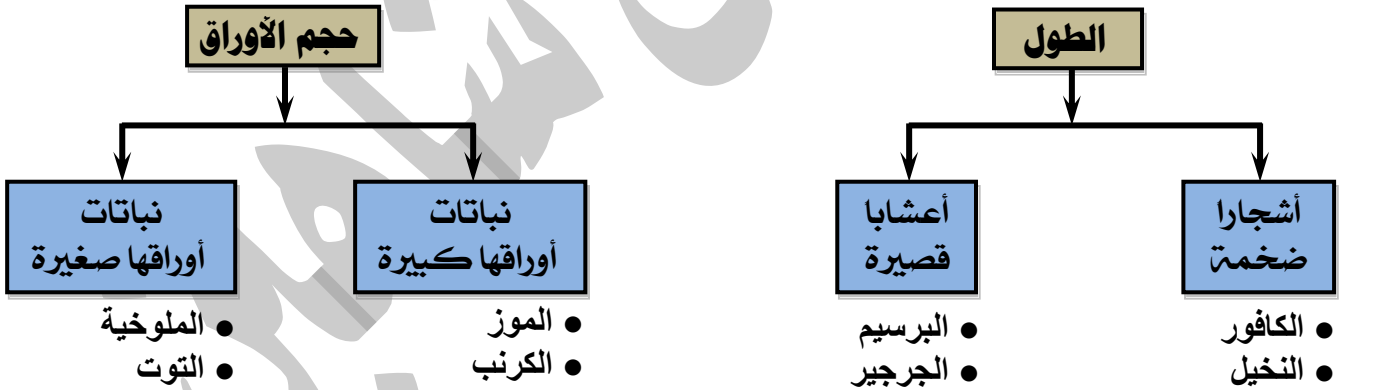 الطول
أشجارا
ضخمة
• الكافور
• النخيل
أعشابا
قصيرة
• البرسيم
• الجرجير
حجم الأوراق
نباتات
أوراقها كبيرة
• الموز
• الكرنب
نباتات
أوراقها صغيرة
• الملوخية
• التوت